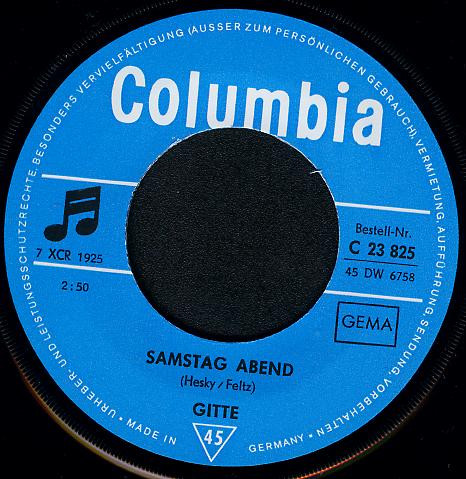 URHEBER- UND LEISTUNGSSCHUTZRECHTE, BESONDERS VERVIELFÄLTIGUNG (AUSSER ZUM PERSÖNLICHEN GEBRAUCH), VERMIETUNG, AUFFÜHRUNG, SENDUNG, VORBEHALTEN
Columbia
7 XCR 1925
2:50
Bestell-Nr.
C 23 825
45 DW 6758
GEMA
SAMSTAG ABEND
(Hesky/Feltz)
GITTE
• MADE IN
45
GERMANY •